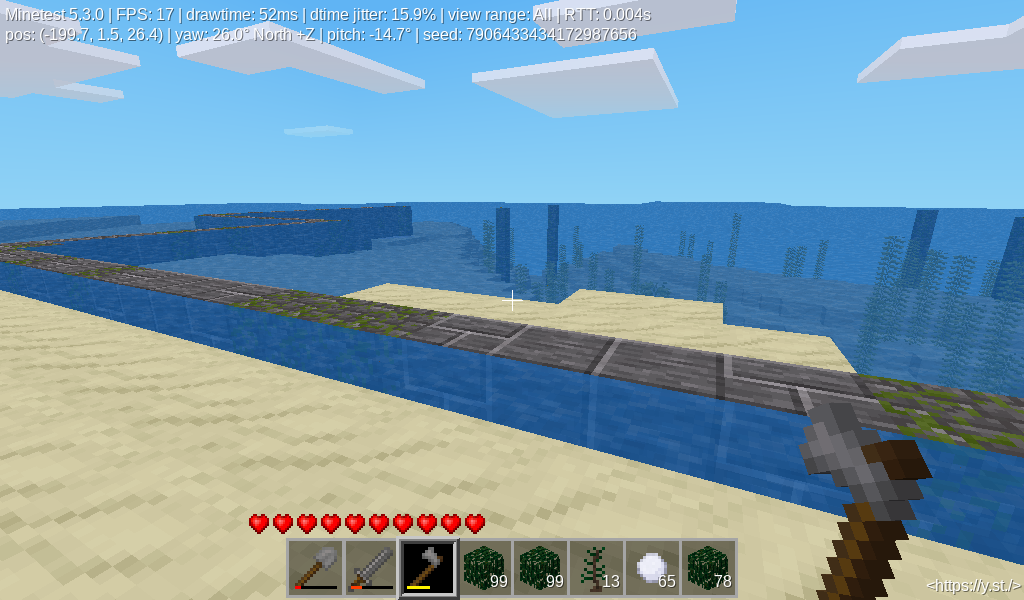 Minetest 5.3.0 | FPS: 17 | drawtime: 52ms | dtime jitter: 15.9% | view range: All | RTT: 0.004s
pos: (-199.7, 1.5, 26.4) | yaw: 26.0° North +Z | pitch: -14.7° | seed: 7906433434172987656
99 99 13 65 78
<https://y.st./>